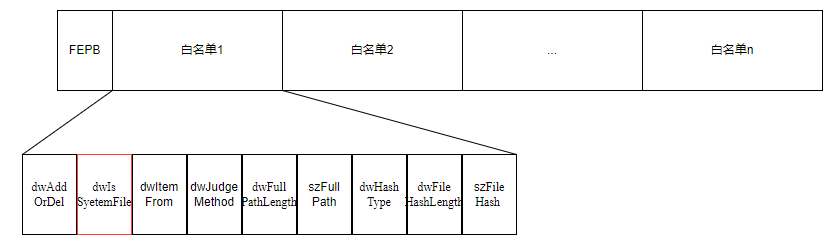 FEPB
白名单1
白名单2
...
白名单n
dwAdd
OrDel
dwIs
SyetemFile
dwItem
From
dwJudge
Method
dwFull
PathLength
szFull
Path
dwHash
Type
dwFile
HashLength
szFile
Hash